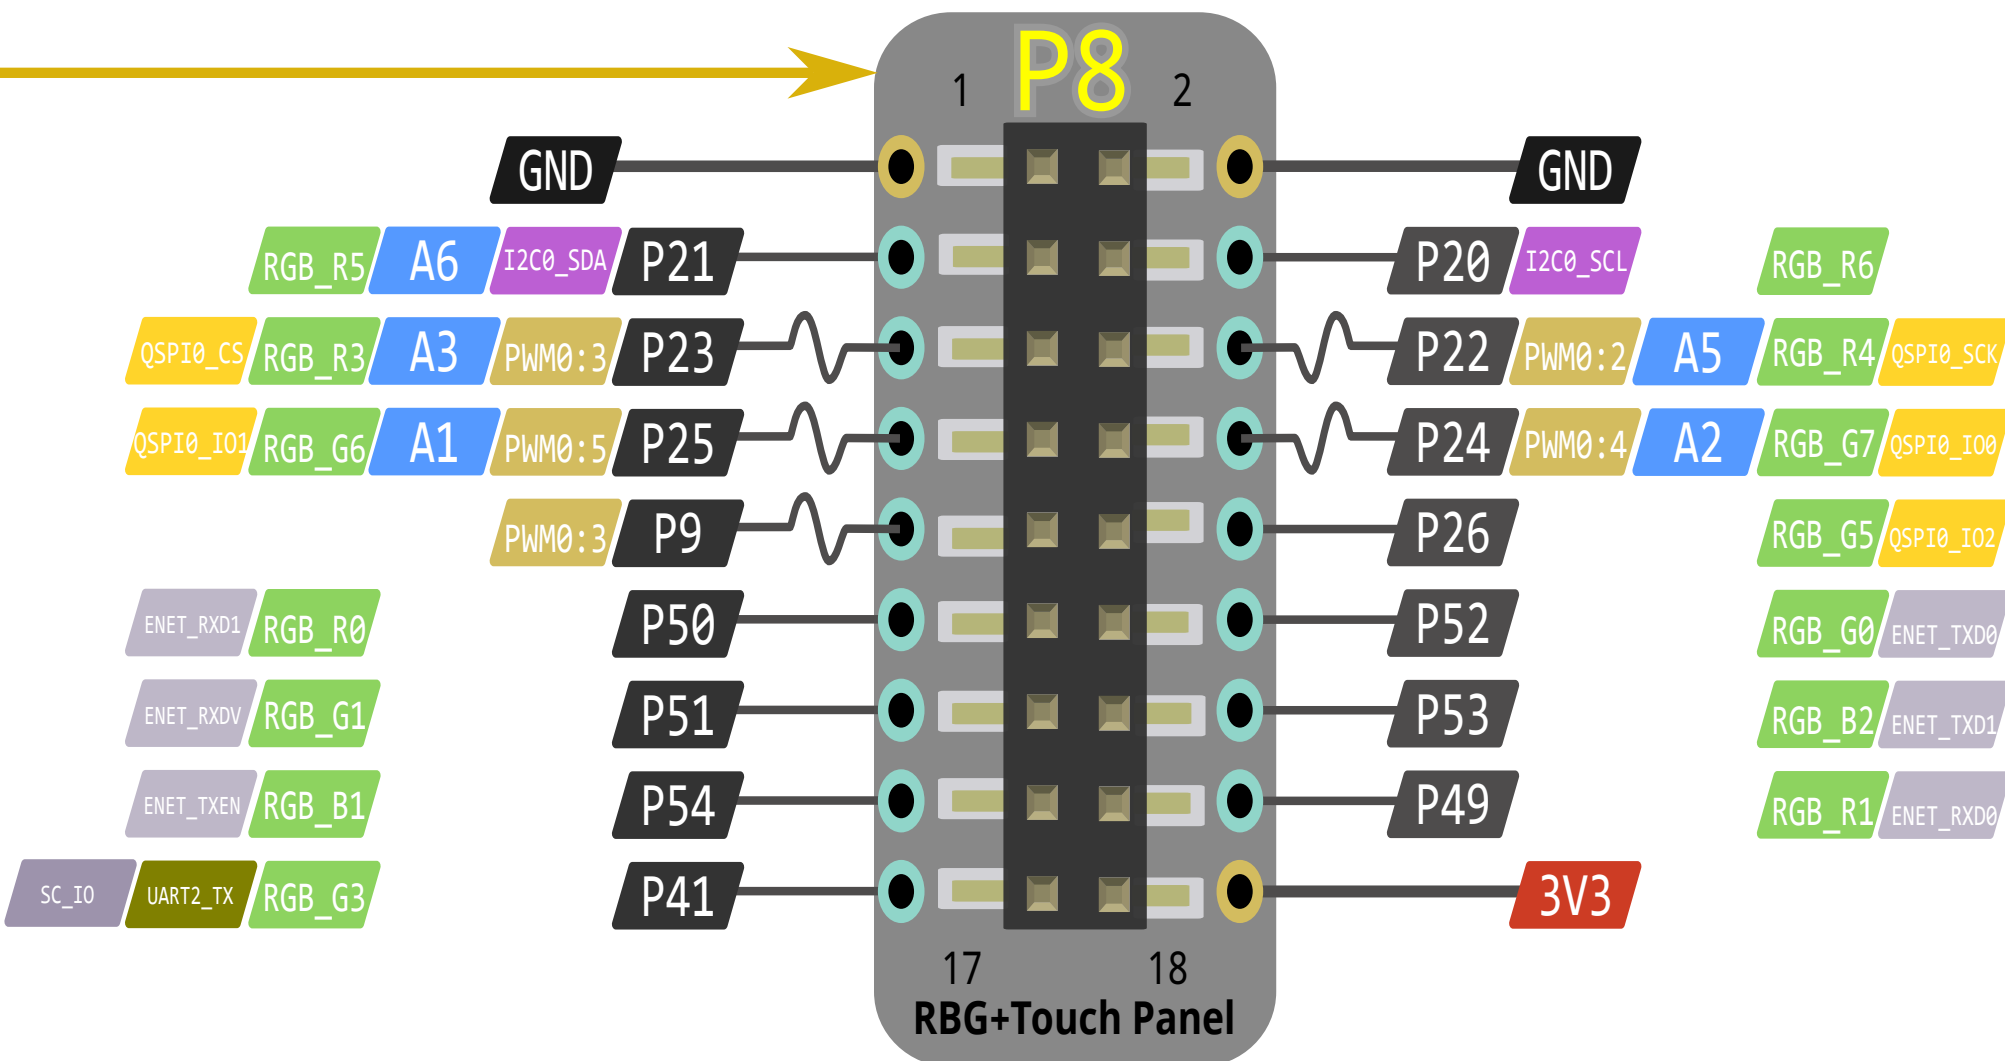 P8
1 2
GND GND
RGB_R5 A6 I2C0_SDA P21 P20 I2C0_SCL RGB_R6
QSPI0_CS RGB_R3 A3 PWM0:3 P23 P22 PWM0:2 A5 RGB_R4 QSPI0_SCK
QSPI0_IO1 RGB_G6 A1 PWM0:5 P25 P24 PWM0:4 A2 RGB_G7 QSPI0_IO0
PWM0:3 P9 P26 RGB_G5 QSPI0_IO2
ENET_RXD1 RGB_R0 P50 P52 RGB_G0 ENET_TXD0
ENET_RXDV RGB_G1 P51 P53 RGB_B2 ENET_TXD1
ENET_TXEN RGB_B1 P54 P49 RGB_R1 ENET_RXD0
SC_IO UART2_TX RGB_G3 P41 3V3
17 18
RBG+Touch Panel